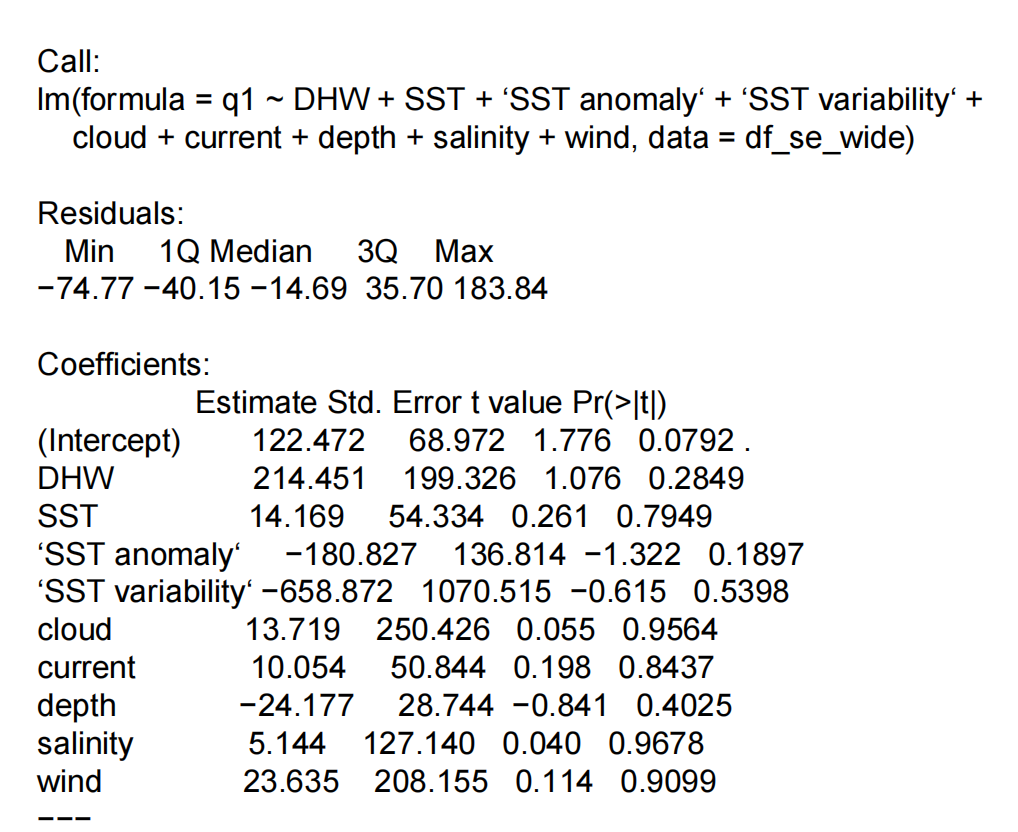 Call:
lm(formula = q1 ~ DHW + SST + ‘SST anomaly‘ + ‘SST variability‘ +
cloud + current + depth + salinity + wind, data = df_se_wide)
Residuals:
Min 1Q Median 3Q Max
−74.77 −40.15 −14.69 35.70 183.84
Coefficients:
Estimate Std. Error t value Pr(>|t|)
(Intercept) 122.472 68.972 1.776 0.0792 .
DHW 214.451 199.326 1.076 0.2849
SST 14.169 54.334 0.261 0.7949
‘SST anomaly‘ −180.827 136.814 −1.322 0.1897
‘SST variability‘ −658.872 1070.515 −0.615 0.5398
cloud 13.719 250.426 0.055 0.9564
current 10.054 50.844 0.198 0.8437
depth −24.177 28.744 −0.841 0.4025
salinity 5.144 127.140 0.040 0.9678
wind 23.635 208.155 0.114 0.9099
−−−